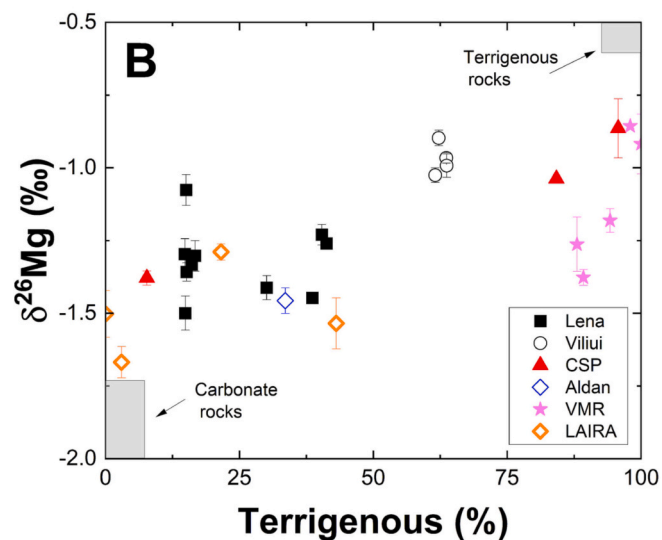 B
Terrigenous
rocks
Carbonate
rocks
δ²⁶Mg (‰)
-0.5
-1.0
-1.5
-2.0
0
25
50
75
100
Terrigenous (%)
Lena
Viliui
CSP
Aldan
VMR
LAIRA